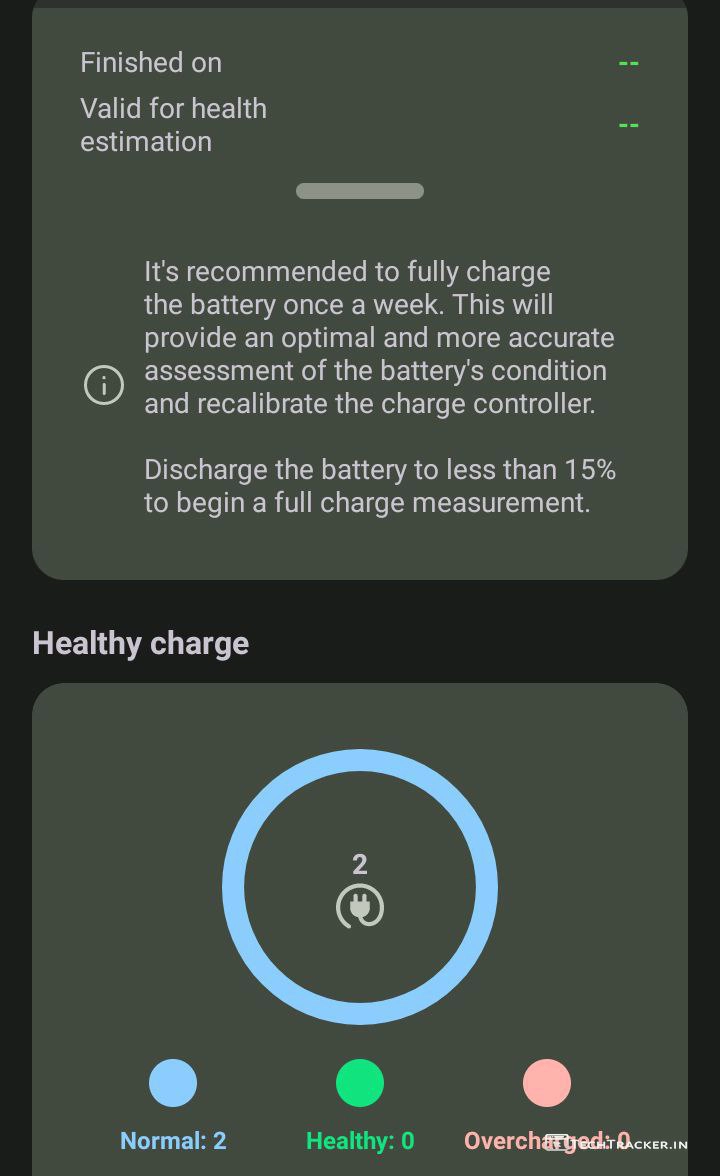 Finished on --
Valid for health
estimation --
It's recommended to fully charge
the battery once a week. This will
provide an optimal and more accurate
assessment of the battery's condition
and recalibrate the charge controller.
Discharge the battery to less than 15%
to begin a full charge measurement.
Healthy charge
2
Normal: 2 Healthy: 0 Overcharged: 0
TechTracker.in